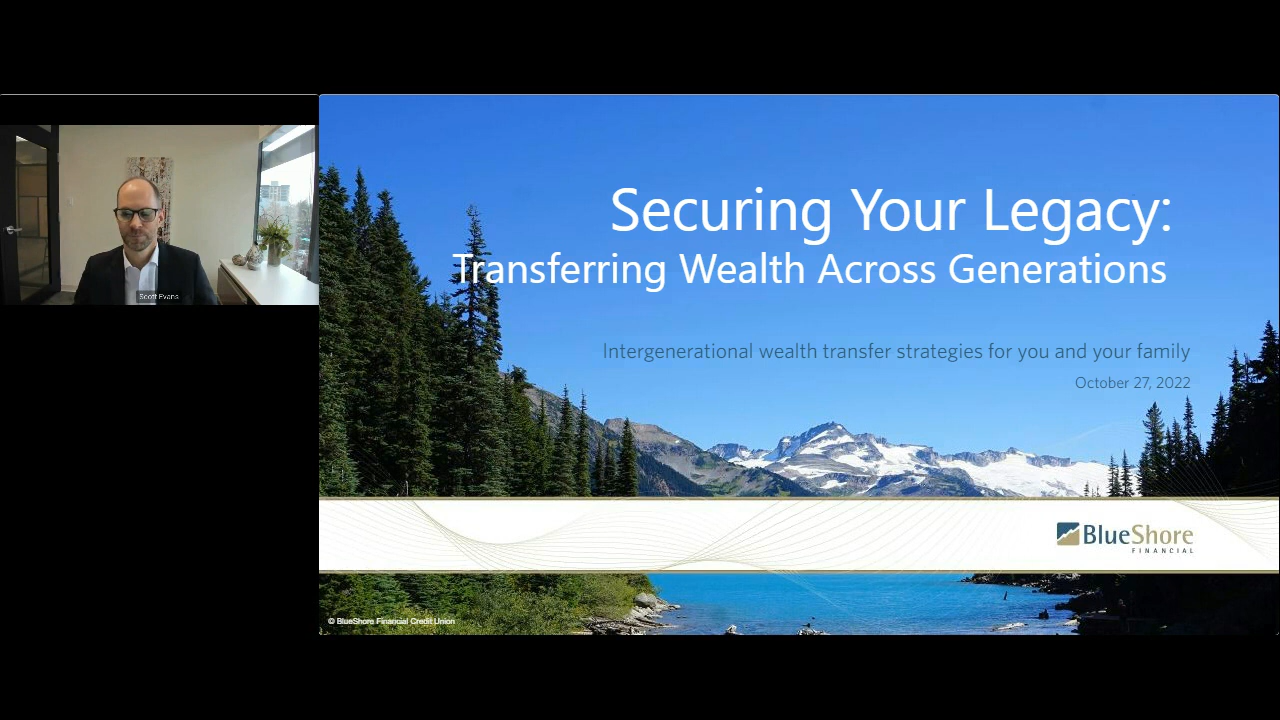 Scott Evans
Securing Your Legacy:
Transferring Wealth Across Generations
Intergenerational wealth transfer strategies for you and your family
October 27, 2022
BlueShore
FINANCIAL
© BlueShore Financial Credit Union